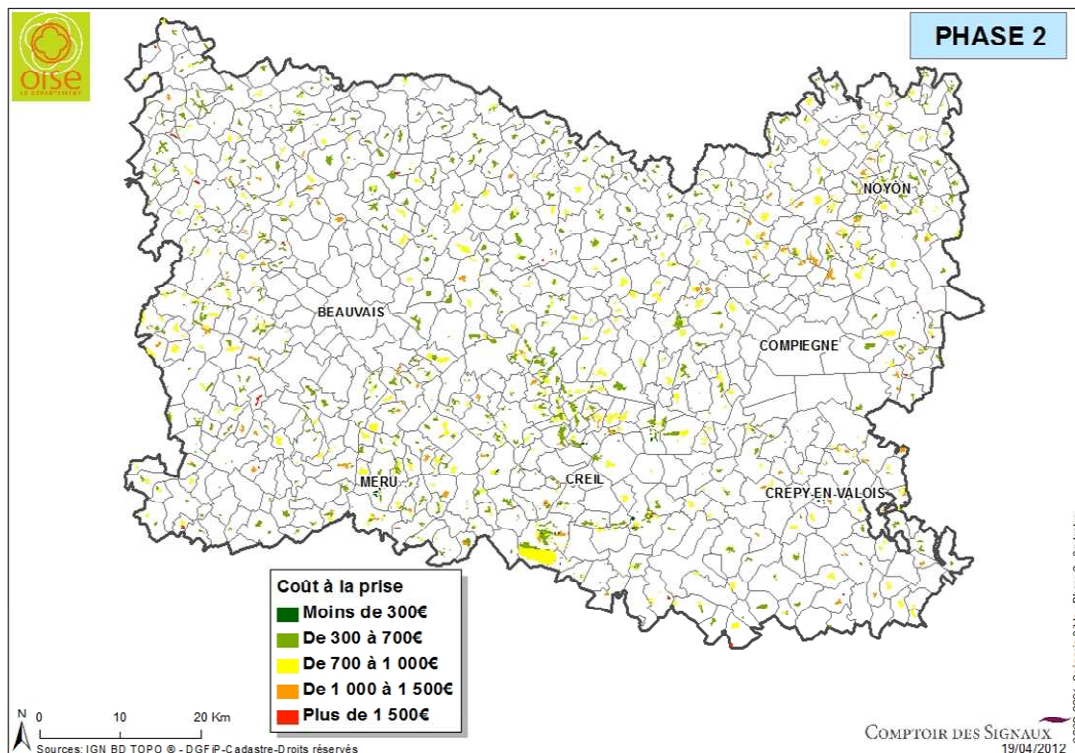 oise
LE DÉPARTEMENT
PHASE 2
NOYON
BEAUVAIS
COMPIEGNE
MERU
CREIL
CREPY-EN-VALOIS
Coût à la prise
Moins de 300€
De 300 à 700€
De 700 à 1 000€
De 1 000 à 1 500€
Plus de 1 500€
N
0 10 20 Km
Sources: IGN BD TOPO ® - DGFiP-Cadastre-Droits réservés
COMPTOIR DES SIGNAUX
19/04/2012